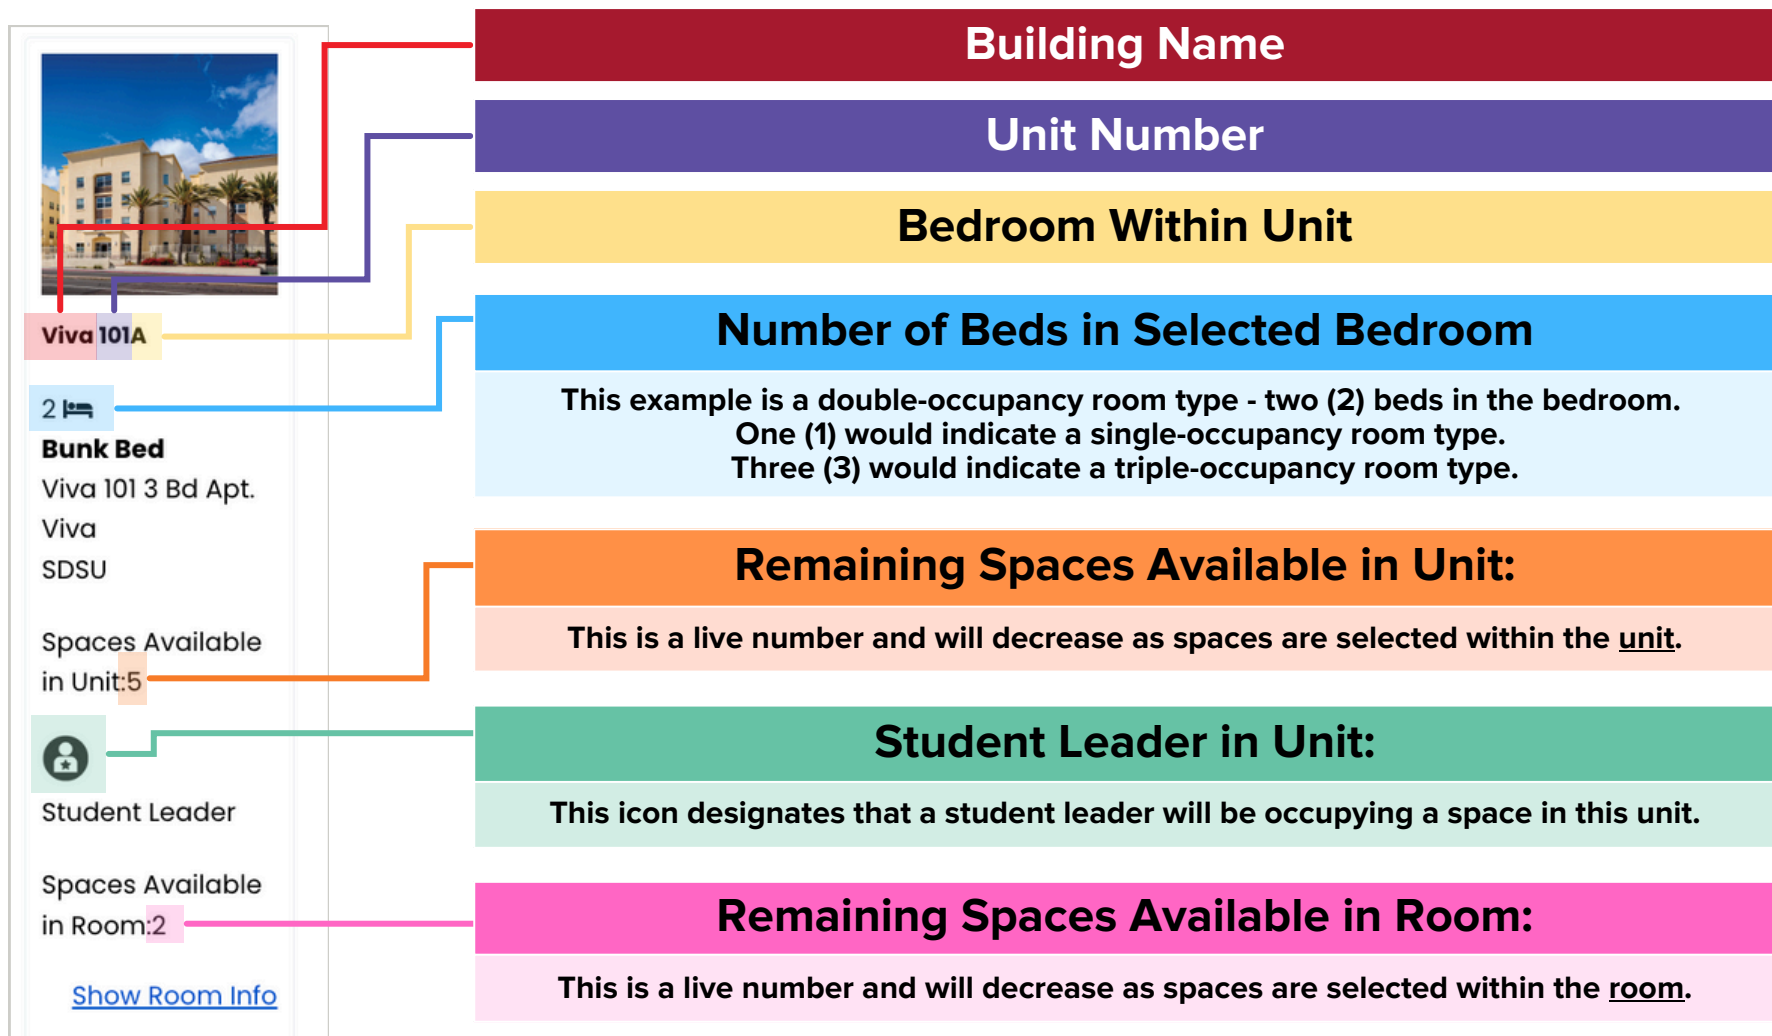 Building Name
Unit Number
Bedroom Within Unit
Viva 101A
Number of Beds in Selected Bedroom
This example is a double-occupancy room type - two (2) beds in the bedroom.
One (1) would indicate a single-occupancy room type.
Three (3) would indicate a triple-occupancy room type.
2
Bunk Bed
Viva 101 3 Bd Apt.
Viva
SDSU
Remaining Spaces Available in Unit:
This is a live number and will decrease as spaces are selected within the unit.
Spaces Available
in Unit:5
Student Leader in Unit:
This icon designates that a student leader will be occupying a space in this unit.
Student Leader
Spaces Available
in Room:2
Remaining Spaces Available in Room:
This is a live number and will decrease as spaces are selected within the room.
Show Room Info